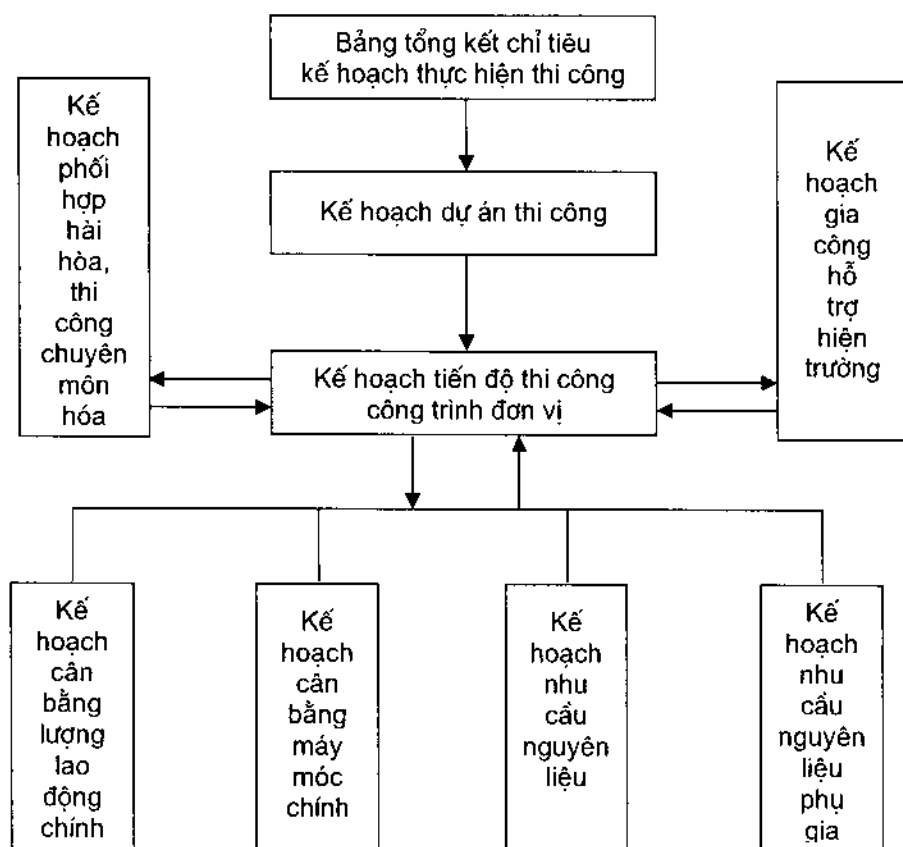 Bảng tổng kết chỉ tiêu
kế hoạch thực hiện thi công
Kế
hoạch
phối
hợp
hài
hòa,
thi
công
chuyên
môn
hóa
Kế hoạch dự án thi công
Kế
hoạch
gia
công
hỗ
trợ
hiện
trường
Kế hoạch tiến độ thi công
công trình đơn vị
Kế
hoạch
cân
bằng
lượng
lao
động
chính
Kế
hoạch
cân
bằng
máy
móc
chính
Kế
hoạch
nhu
cầu
nguyên
liệu
Kế
hoạch
nhu
cầu
nguyên
liệu
phụ
gia